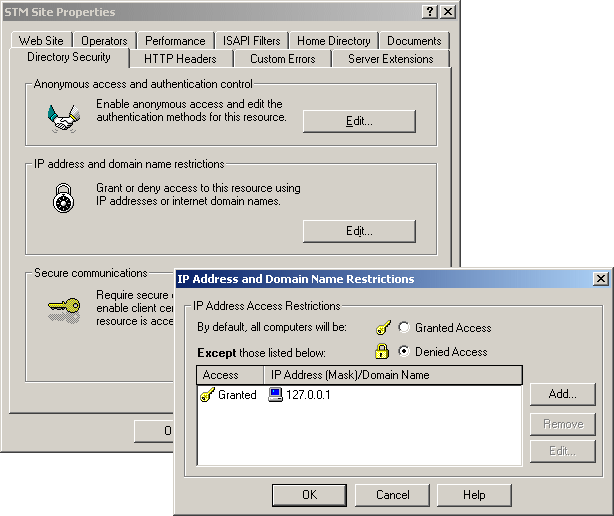 STM Site Properties
Web Site
Operators
Performance
ISAPI Filters
Home Directory
Documents
Directory Security
HTTP Headers
Custom Errors
Server Extensions
Anonymous access and authentication control
Enable anonymous access and edit the
authentication methods for this resource.
Edit...
IP address and domain name restrictions
Grant or deny access to this resource using
IP addresses or internet domain names.
Edit...
Secure communications
Require secure
enable client cer
resource is acce
O
IP Address and Domain Name Restrictions
IP Address Access Restrictions
By default, all computers will be:
Granted Access
Except those listed below:
Denied Access
Access
IP Address (Mask)/Domain Name
Granted
127.0.0.1
Add...
Remove
Edit...
OK
Cancel
Help